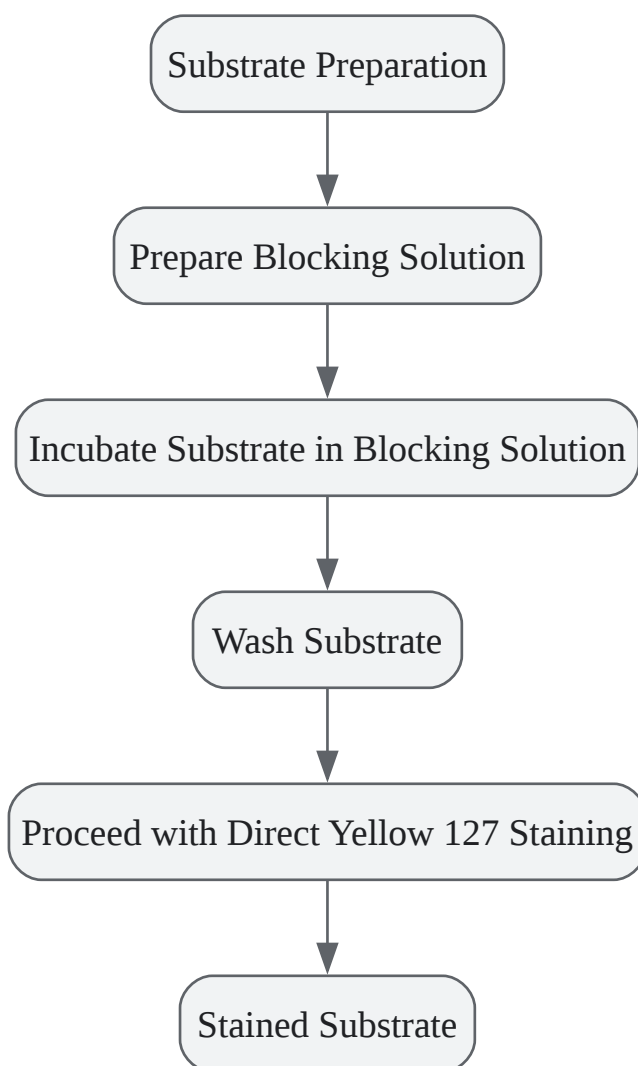 Substrate Preparation
Prepare Blocking Solution
Incubate Substrate in Blocking Solution
Wash Substrate
Proceed with Direct Yellow 127 Staining
Stained Substrate